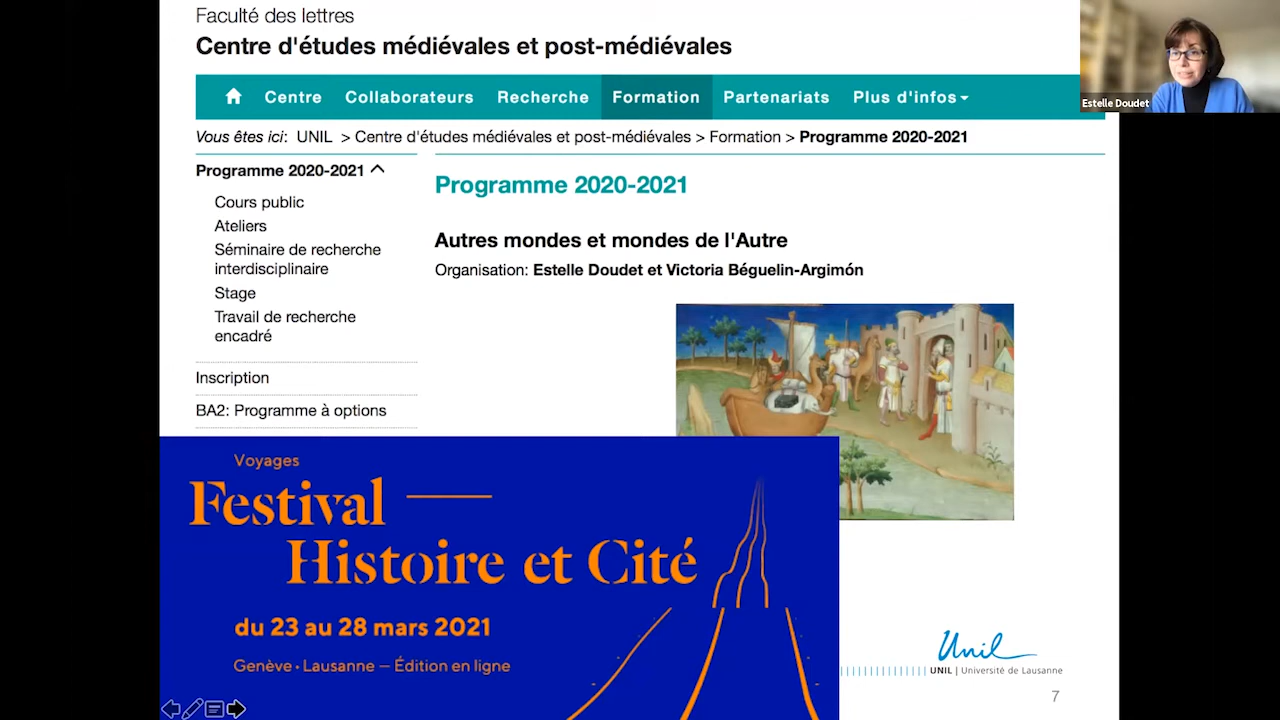 Faculté des lettres
Centre d'études médiévales et post-médiévales
Centre Collaborateurs Recherche Formation Partenariats Plus d'infos
Estelle Doudet
Vous êtes ici: UNIL > Centre d'études médiévales et post-médiévales > Formation > Programme 2020-2021
Programme 2020-2021
Cours public
Ateliers
Séminaire de recherche
interdisciplinaire
Stage
Travail de recherche
encadré
Inscription
BA2: Programme à options
Programme 2020-2021
Autres mondes et mondes de l'Autre
Organisation: Estelle Doudet et Victoria Béguelin-Argimón
Voyages
Festival
Histoire et Cité
du 23 au 28 mars 2021
Genève • Lausanne — Édition en ligne
Unil
UNIL | Université de Lausanne
7